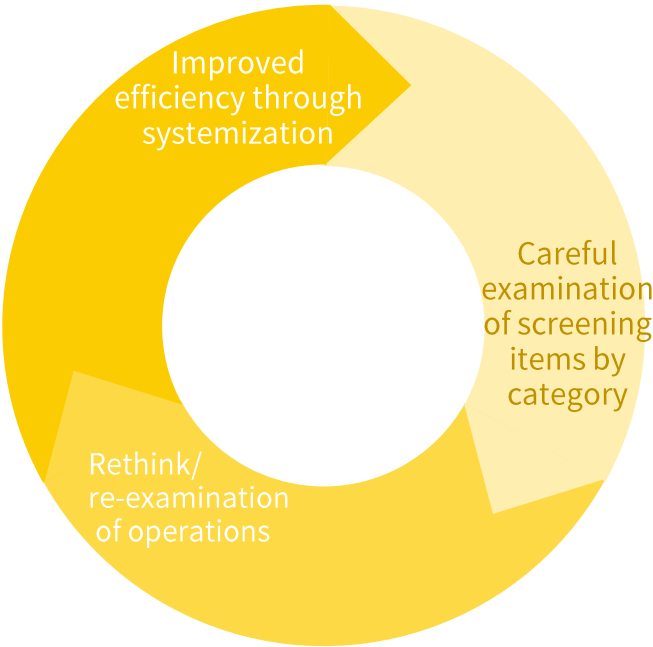 Improved
efficiency through
systemization
Careful
examination
of screening
items by
category
Rethink/
re-examination
of operations